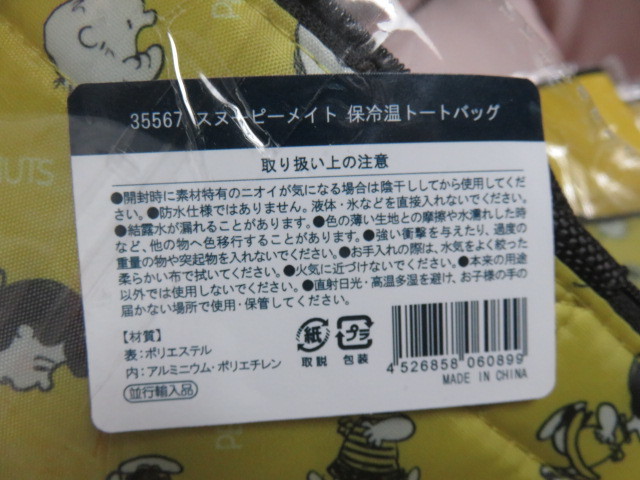 35567 スヌーピーメイト 保冷温トートバッグ
取り扱い上の注意
●開封時に素材特有のニオイが気になる場合は陰干ししてから使用してくだ
さい。●防水仕様ではありません。液体・氷などを直接入れないでください。
●結露水が漏れることがあります。●色の薄い生地との摩擦や水濡れした時
など、他の物へ色移行することがあります。●強い衝撃を与えたり、過度の
重量の物や突起物を入れないでください。●お手入れの際は、水気をよく絞った
柔らかい布で拭いてください。●火気に近づけないでください。●本来の用途
以外では使用しないでください。●直射日光・高温多湿を避け、お子様の手の
届かない場所で使用・保管してください。
【材質】
表：ポリエステル
内：アルミニウム・ポリエチレン
並行輸入品
紙
取説
プラ
包装
4 526858 060899
MADE IN CHINA